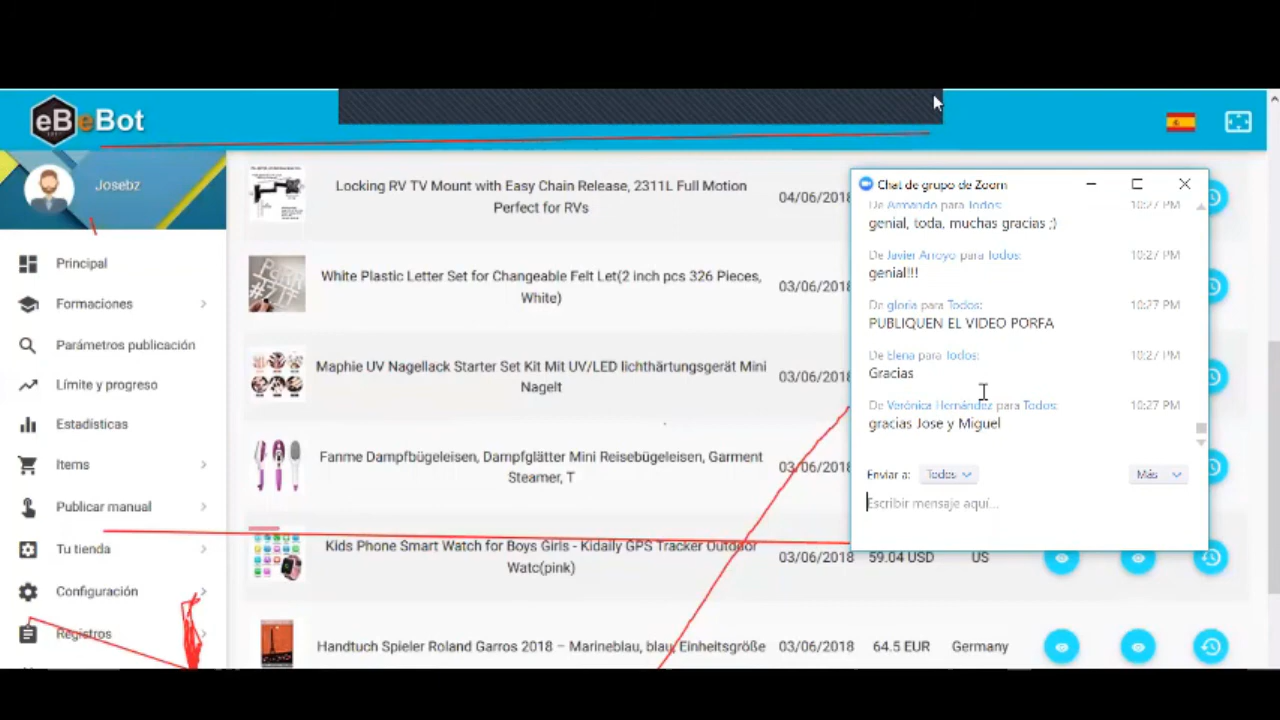 eBeBot
Josebz
Principal
Formaciones
Parámetros publicación
Límite y progreso
Estadísticas
Items
Publicar manual
Tu tienda
Configuración
Registros
Locking RV TV Mount with Easy Chain Release, 2311L Full Motion
Perfect for RVs
04/06/2018
White Plastic Letter Set for Changeable Felt Let(2 inch pcs 326 Pieces,
White)
03/06/2018
Maphie UV Nagellack Starter Set Kit Mit UV/LED lichthärtungsgerät Mini
Nagelt
03/06/2018
Fanme Dampfbügeleisen, Dampfglätter Mini Reisebügeleisen, Garment
Steamer, T
03/06/2018
Kids Phone Smart Watch for Boys Girls - Kidaily GPS Tracker Outdoor
Watc(pink)
03/06/2018 59.04 USD US
Handtuch Spieler Roland Garros 2018 – Marineblau, blau, Einheitsgröße
03/06/2018 64.5 EUR Germany
Chat de grupo de Zoom
De Armando para Todos: 10:27 PM
genial, toda, muchas gracias ;)
De Javier Arroyo para Todos: 10:27 PM
genial!!!
De gloria para Todos: 10:27 PM
PUBLIQUEN EL VIDEO PORFA
De Elena para Todos: 10:27 PM
Gracias
De Verónica Hernández para Todos: 10:27 PM
gracias Jose y Miguel
Enviar a: Todos Más
Escribir mensaje aquí...